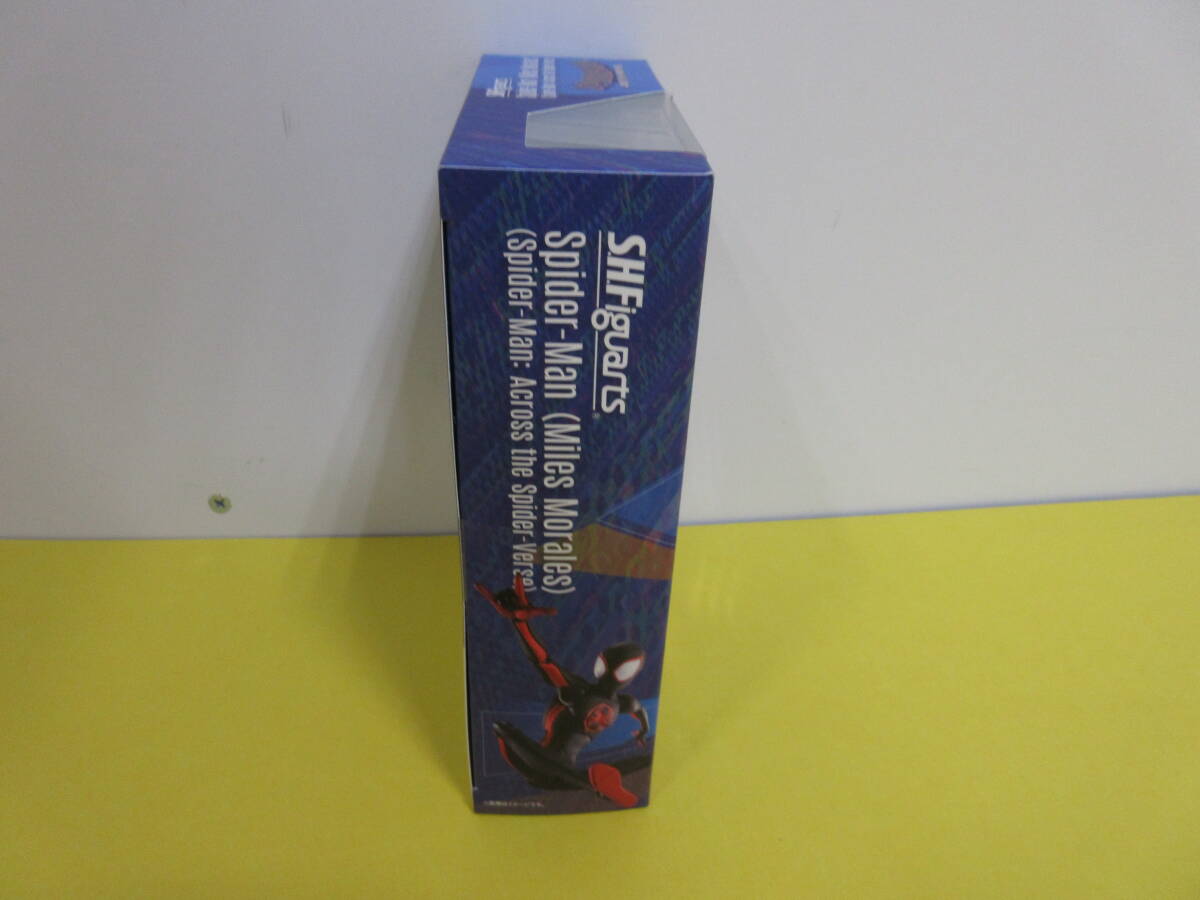 S.H.Figuarts
Spider-Man (Miles Morales)
(Spider-Man: Across the Spider-Verse)